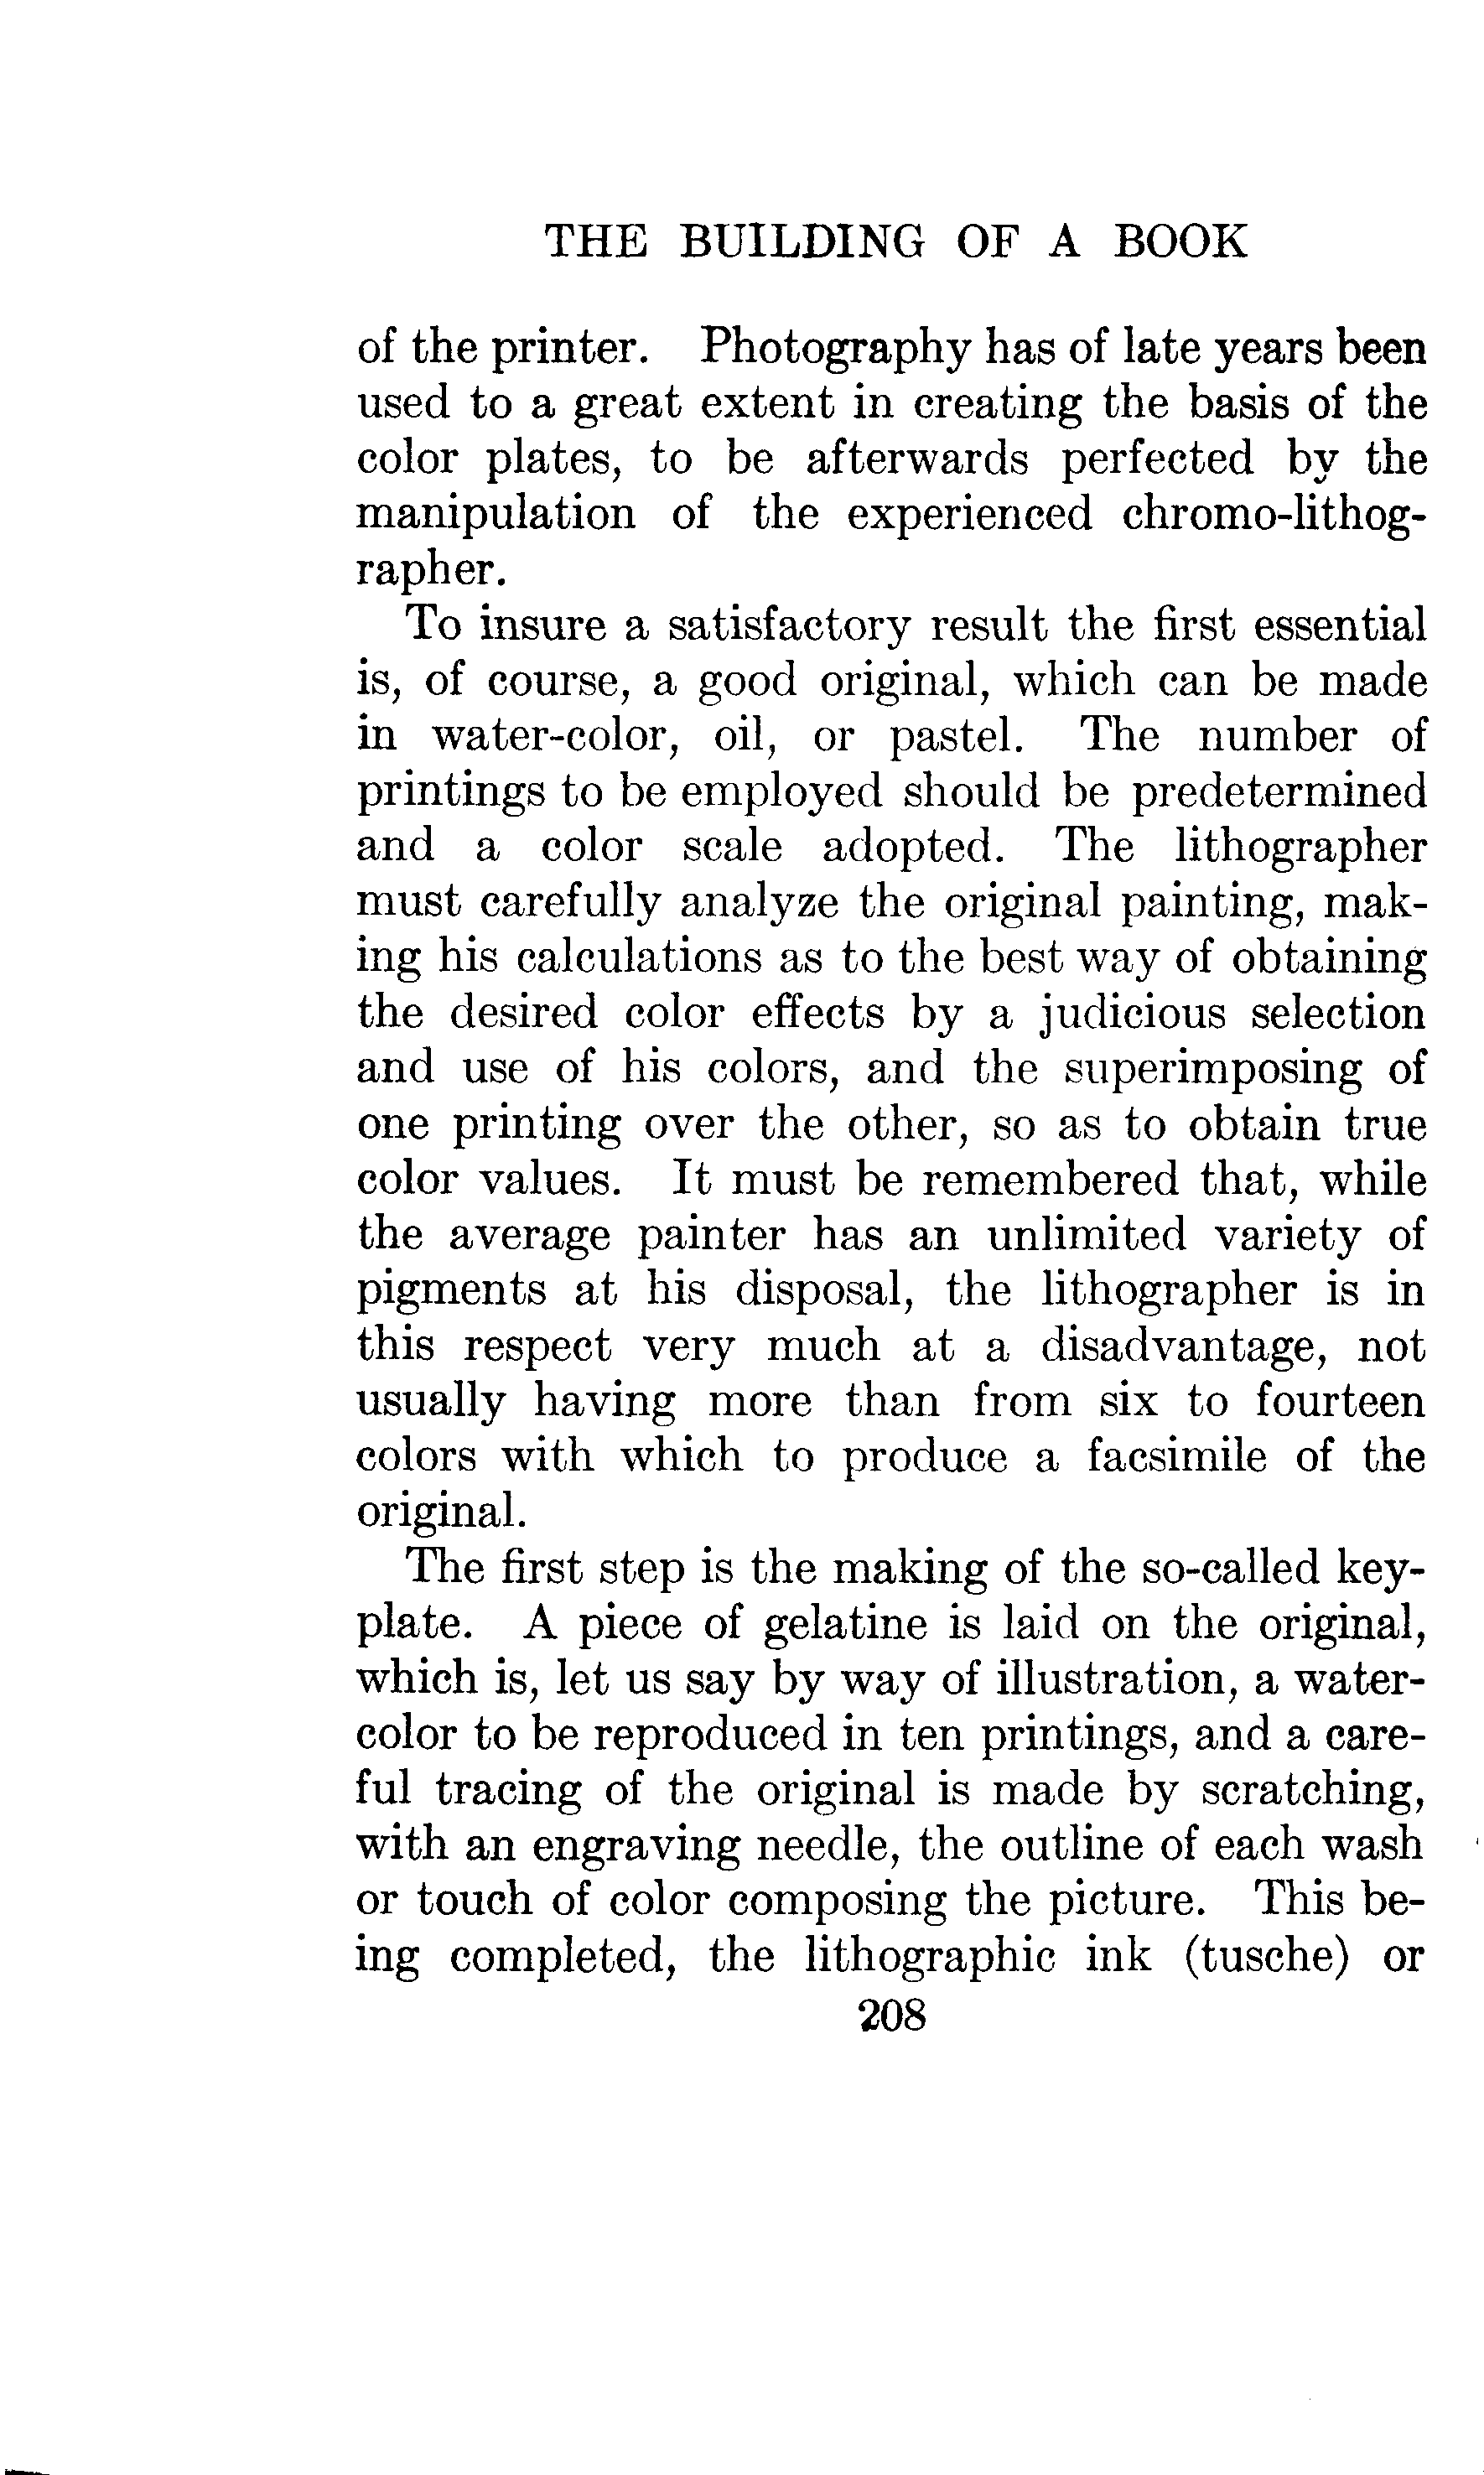 THE BUILDING OF A BOOK
of the printer. Photography has of late years been
used to a great extent in creating the basis of the
color plates, to be afterwards perfected by the
manipulation of the experienced chromo-lithog-
rapher.
To insure a satisfactory result the first essential
is, of course, a good original, which can be made
in water-color, oil, or pastel. The number of
printings to be employed should be predetermined
and a color scale adopted. The lithographer
must carefully analyze the original painting, mak-
ing his calculations as to the best way of obtaining
the desired color effects by a judicious selection
and use of his colors, and the superimposing of
one printing over the other, so as to obtain true
color values. It must be remembered that, while
the average painter has an unlimited variety of
pigments at his disposal, the lithographer is in
this respect very much at a disadvantage, not
usually having more than from six to fourteen
colors with which to produce a facsimile of the
original.
The first step is the making of the so-called key-
plate. A piece of gelatine is laid on the original,
which is, let us say by way of illustration, a water-
color to be reproduced in ten printings, and a care-
ful tracing of the original is made by scratching,
with an engraving needle, the outline of each wash
or touch of color composing the picture. This be-
ing completed, the lithographic ink (tusche) or
208